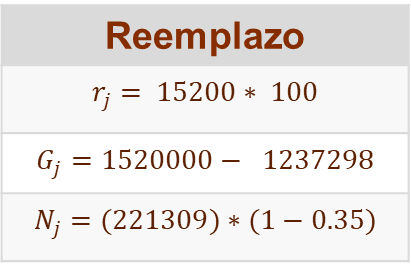 Reemplazo
r_j = 15200 * 100
G_j = 1520000 − 1237298
N_j = (221309) * (1 − 0.35)